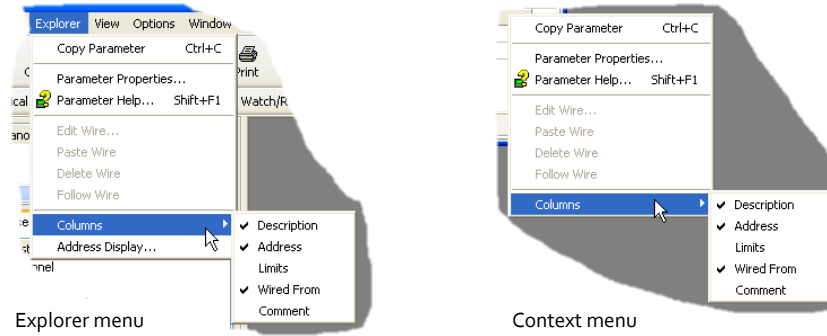 Explorer View Options Window
Copy Parameter Ctrl+C
Parameter Properties...
Parameter Help... Shift+F1
Edit Wire...
Paste Wire
Delete Wire
Follow Wire
Columns
Address Display...
Print
Watch/R
Description
Address
Limits
Wired From
Comment
Explorer menu
Copy Parameter Ctrl+C
Parameter Properties...
Parameter Help... Shift+F1
Edit Wire...
Paste Wire
Delete Wire
Follow Wire
Columns
Description
Address
Limits
Wired From
Comment
Context menu